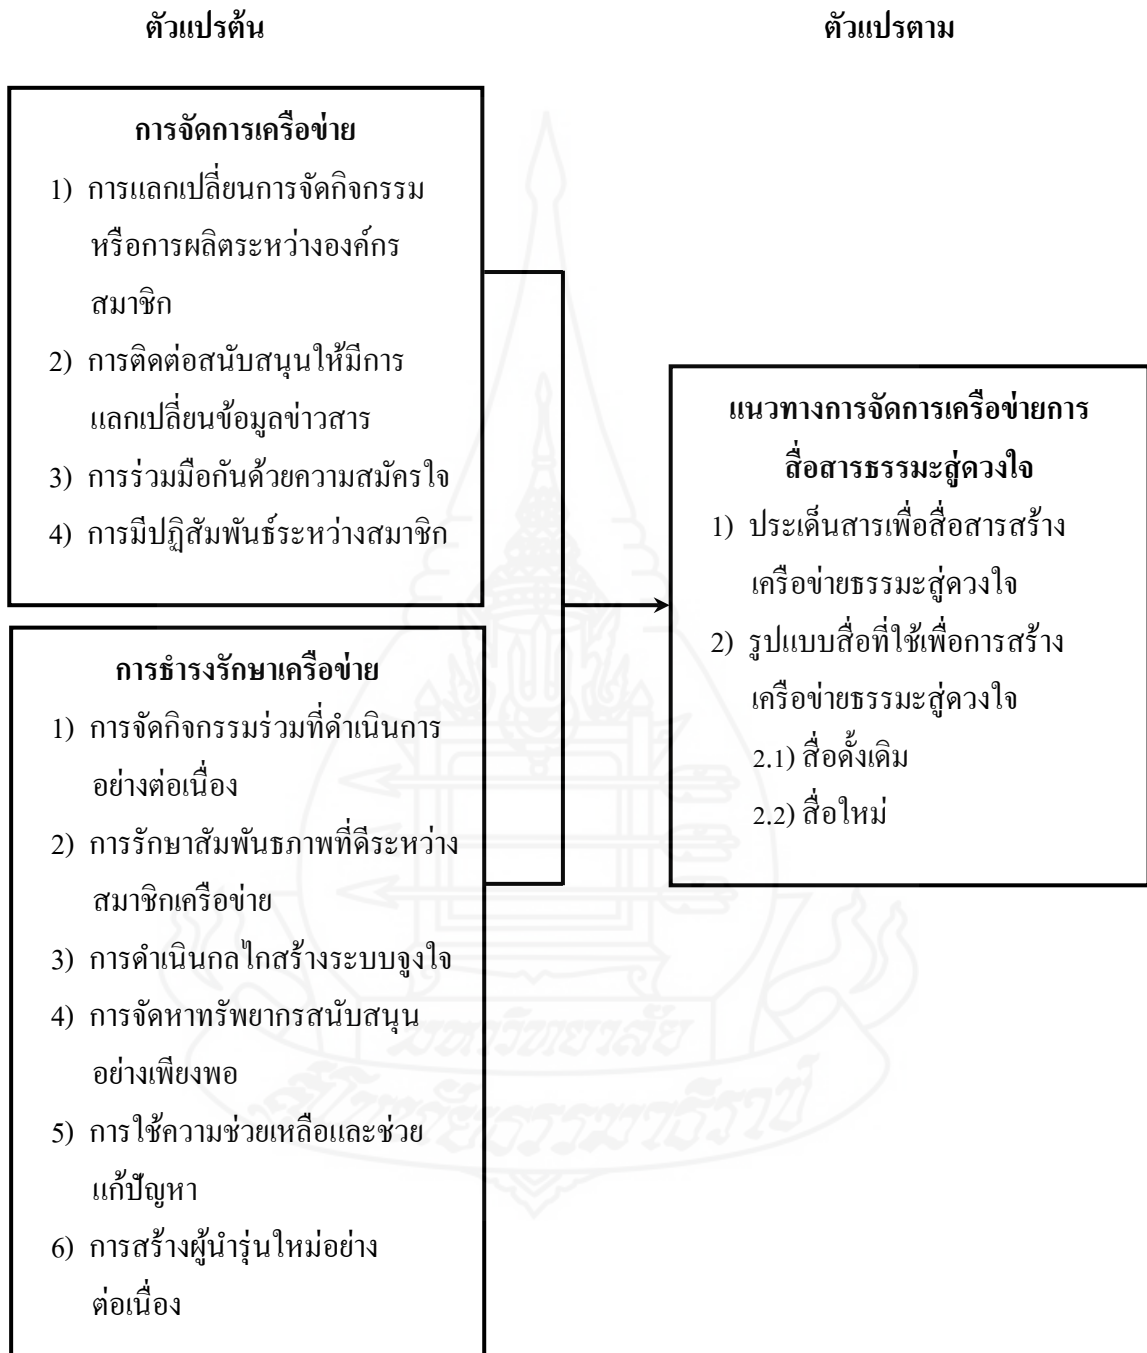 ตัวแปรต้น
ตัวแปรตาม
การจัดการเครือข่าย
1) การแลกเปลี่ยนการจัดกิจกรรม
หรือการผลิตระหว่างองค์กร
สมาชิก
2) การติดต่อสนับสนุนให้มีการ
แลกเปลี่ยนข้อมูลข่าวสาร
3) การร่วมมือกันด้วยความสมัครใจ
4) การมีปฏิสัมพันธ์ระหว่างสมาชิก
การธำรงรักษาเครือข่าย
1) การจัดกิจกรรมร่วมที่ดำเนินการ
อย่างต่อเนื่อง
2) การรักษาสัมพันธภาพที่ดีระหว่าง
สมาชิกเครือข่าย
3) การดำเนินกลไกสร้างระบบจูงใจ
4) การจัดหาทรัพยากรสนับสนุน
อย่างเพียงพอ
5) การใช้ความช่วยเหลือและช่วย
แก้ปัญหา
6) การสร้างผู้นำรุ่นใหม่อย่าง
ต่อเนื่อง
แนวทางการจัดการเครือข่ายการ
สื่อสารธรรมะสู่ดวงใจ
1) ประเด็นสารเพื่อสื่อสารสร้าง
เครือข่ายธรรมะสู่ดวงใจ
2) รูปแบบสื่อที่ใช้เพื่อการสร้าง
เครือข่ายธรรมะสู่ดวงใจ
2.1) สื่อดั้งเดิม
2.2) สื่อใหม่
มหาวิทยาลัย
สุโขทัยธรรมาธิราช